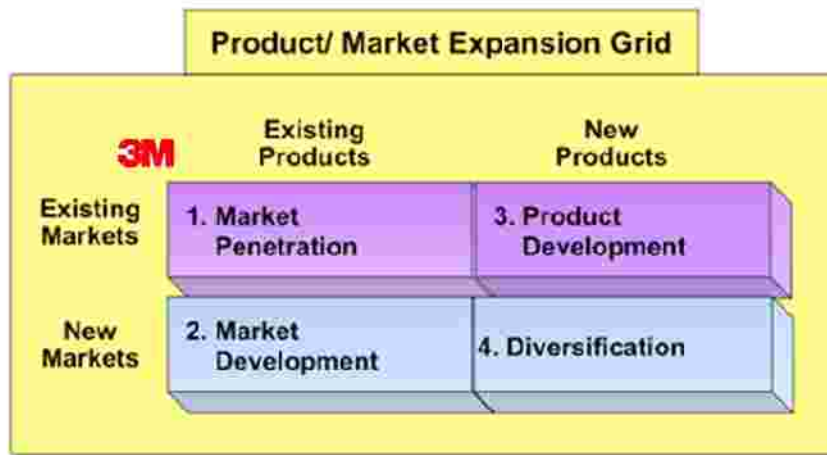 Product/ Market Expansion Grid
3M
Existing
Products
New
Products
Existing
Markets
1. Market
Penetration
3. Product
Development
New
Markets
2. Market
Development
4. Diversification